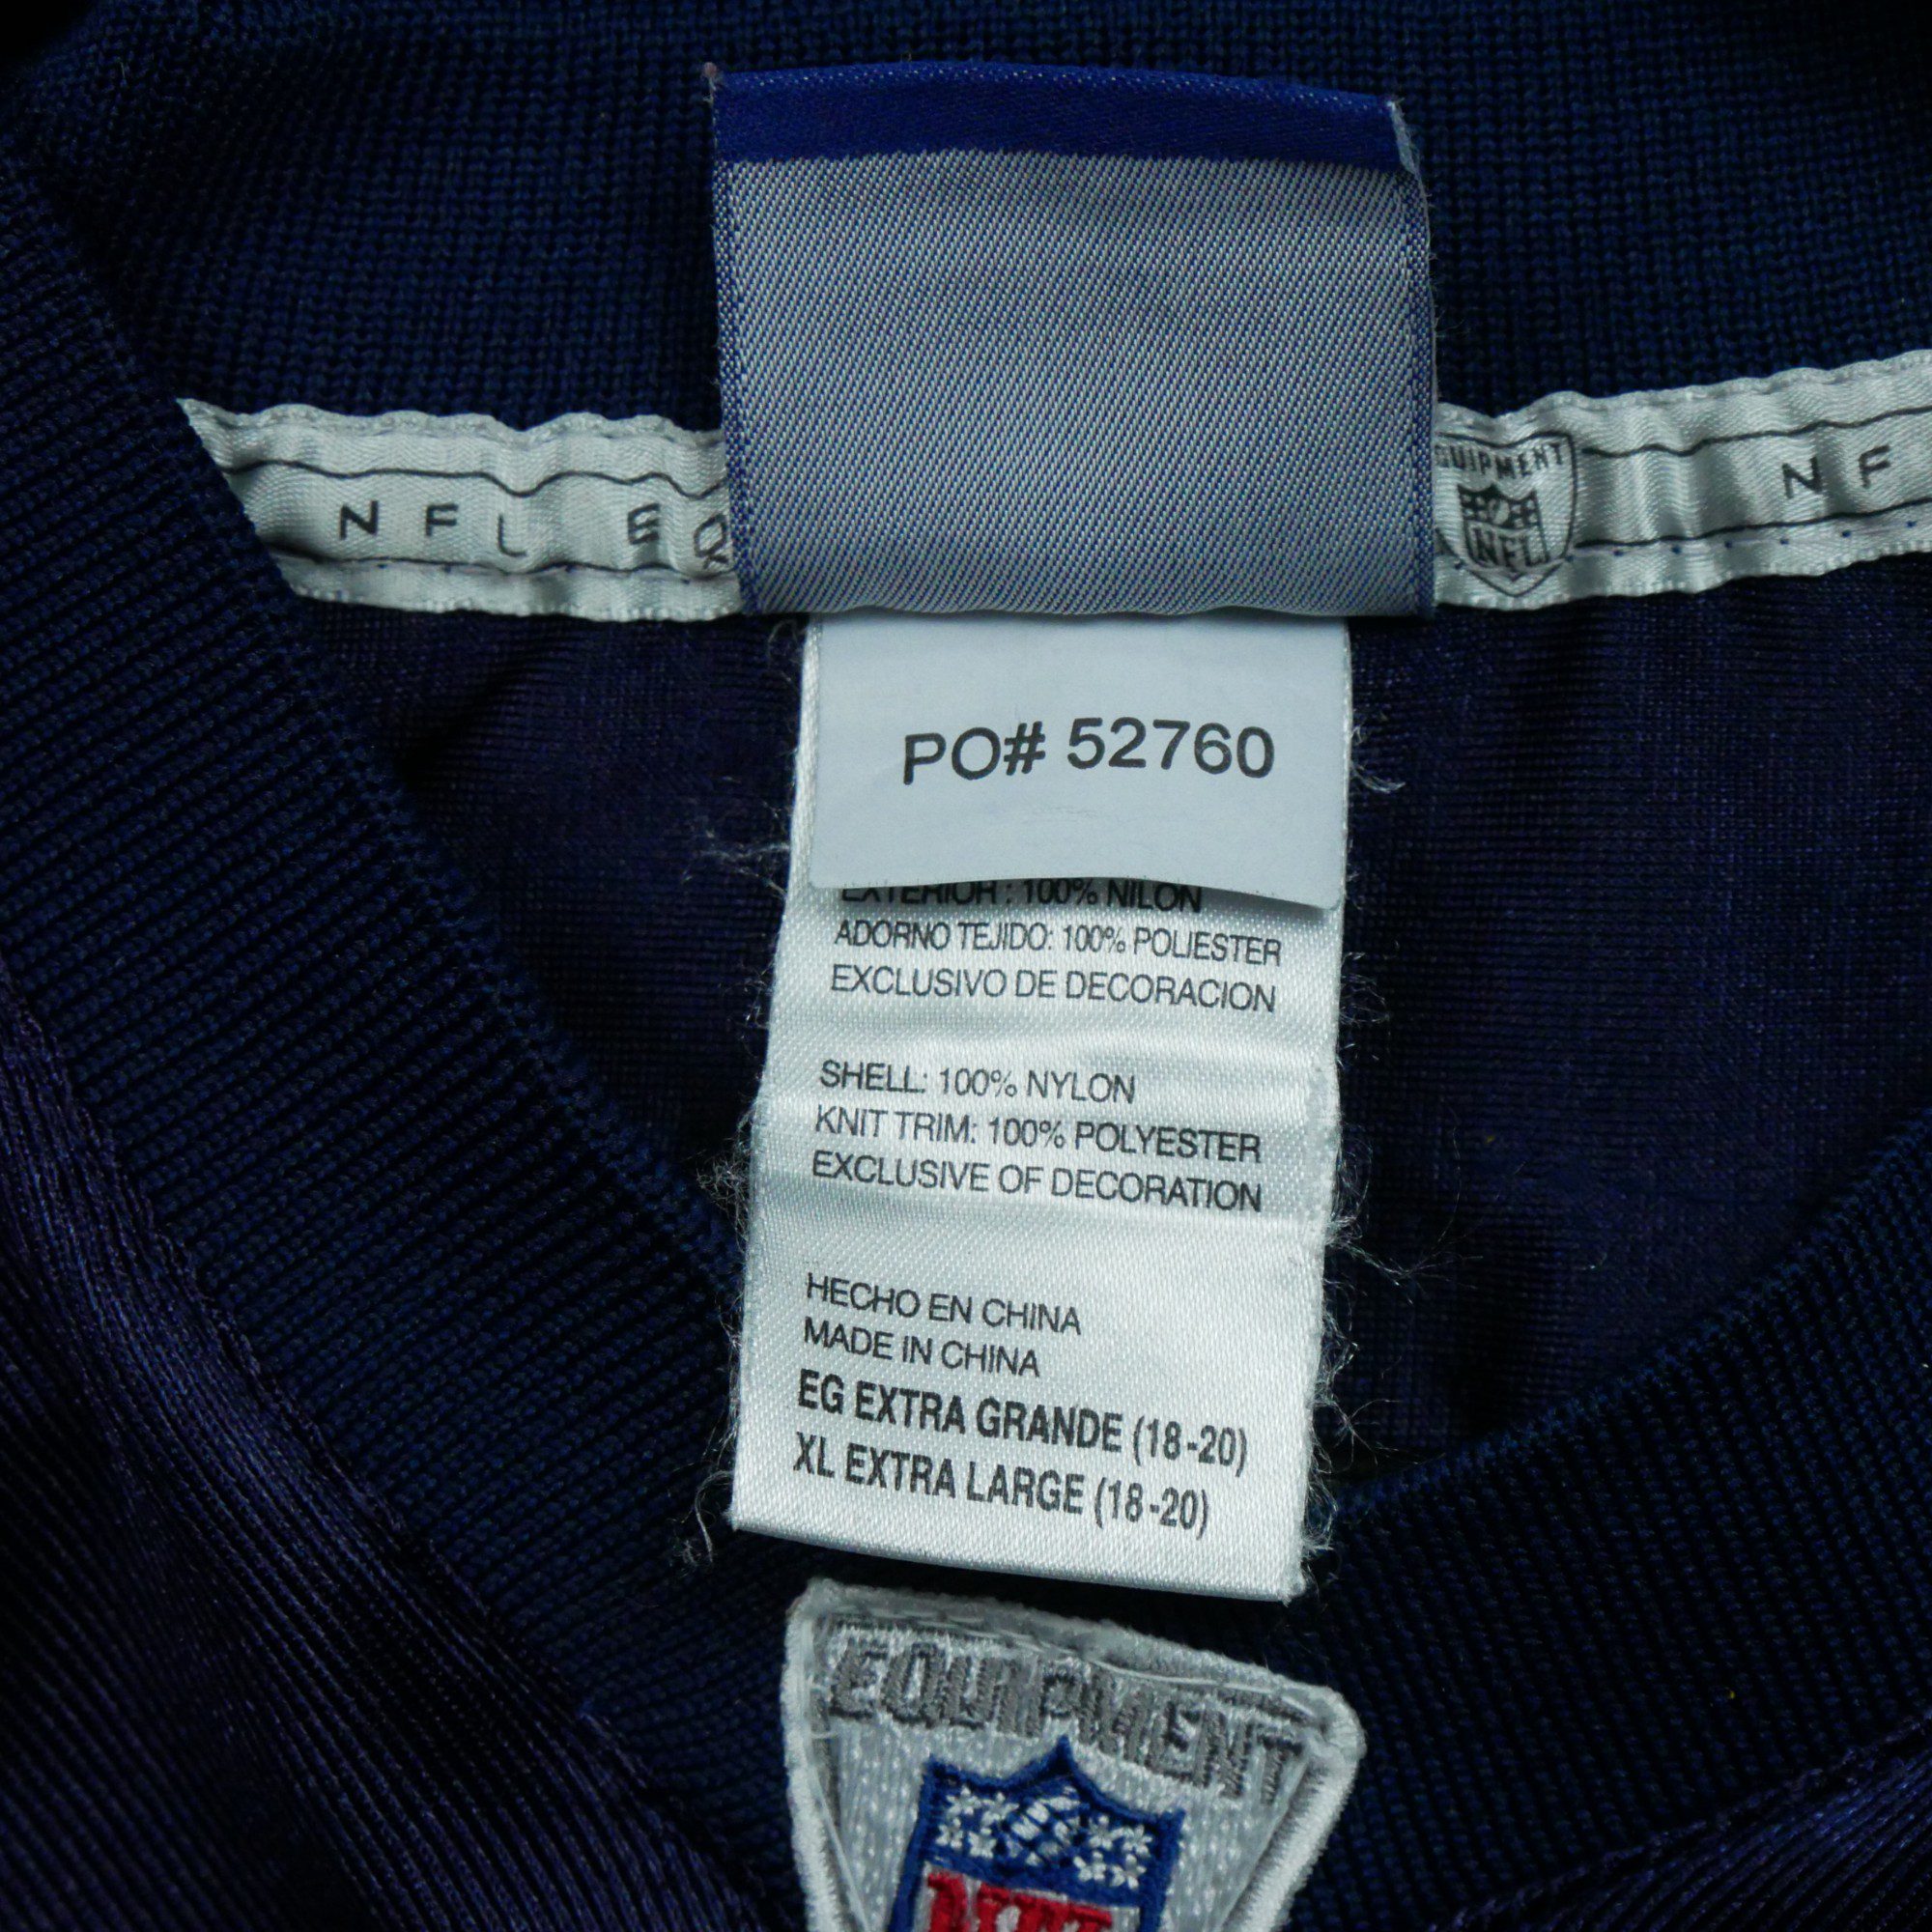 NFL EQ
EQUIPMENT
NFL
NF
PO# 52760
EXTERIOR : 100% NILON
ADORNO TEJIDO: 100% POLIESTER
EXCLUSIVO DE DECORACION
SHELL: 100% NYLON
KNIT TRIM: 100% POLYESTER
EXCLUSIVE OF DECORATION
HECHO EN CHINA
MADE IN CHINA
EG EXTRA GRANDE (18-20)
XL EXTRA LARGE (18-20)
EQUIPMENT
NFL